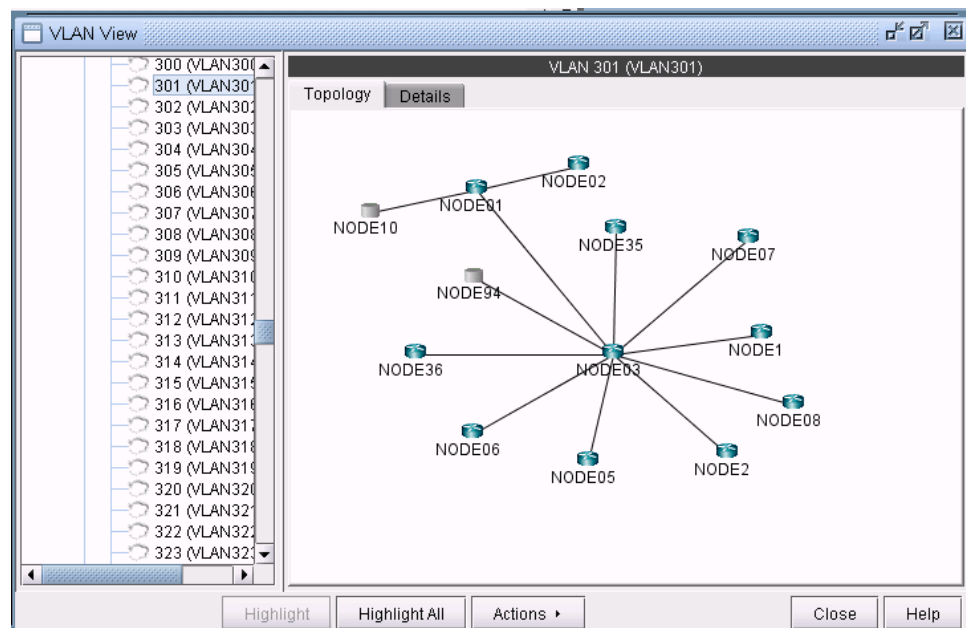 VLAN View
300 (VLAN300
301 (VLAN301
302 (VLAN302
303 (VLAN303
304 (VLAN304
305 (VLAN305
306 (VLAN306
307 (VLAN307
308 (VLAN308
309 (VLAN309
310 (VLAN310
311 (VLAN311
312 (VLAN312
313 (VLAN313
314 (VLAN314
315 (VLAN315
316 (VLAN316
317 (VLAN317
318 (VLAN318
319 (VLAN319
320 (VLAN320
321 (VLAN321
322 (VLAN322
323 (VLAN323
VLAN 301 (VLAN301)
Topology Details
NODE02
NODE01
NODE10
NODE35
NODE07
NODE94
NODE1
NODE36
NODE03
NODE08
NODE06
NODE2
NODE05
Highlight Highlight All Actions Close Help